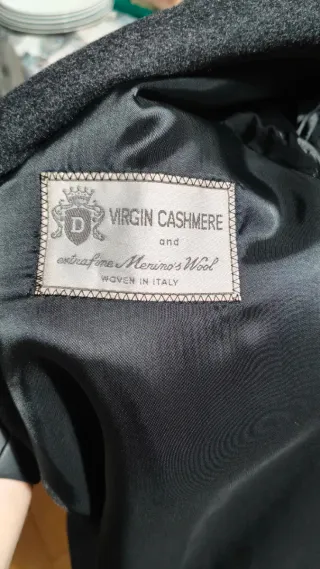 D
VIRGIN CASHMERE
and
extrafine Merino's Wool
WOVEN IN ITALY